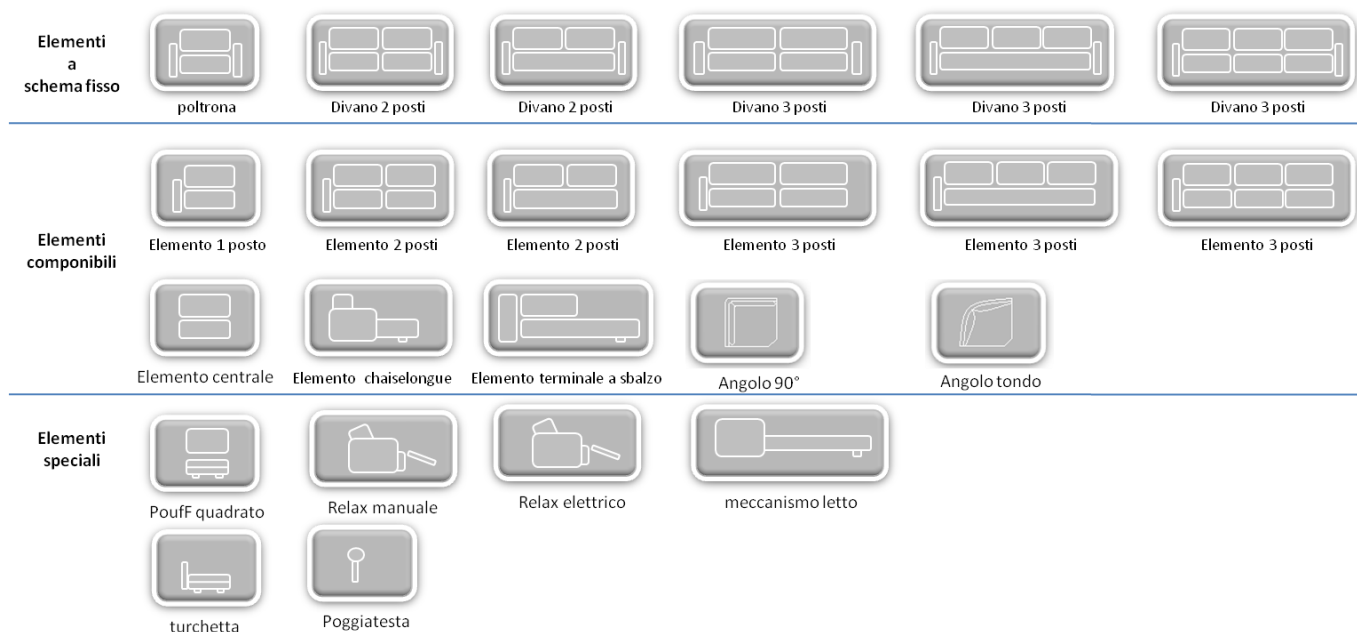 Elementi
a
schema fisso
poltrona
Divano 2 posti
Divano 2 posti
Divano 3 posti
Divano 3 posti
Divano 3 posti
Elementi
componibili
Elemento 1 posto
Elemento 2 posti
Elemento 2 posti
Elemento 3 posti
Elemento 3 posti
Elemento 3 posti
Elemento centrale
Elemento chaiselongue
Elemento terminale a sbalzo
Angolo 90°
Angolo tondo
Elementi
speciali
PoufF quadrato
Relax manuale
Relax elettrico
meccanismo letto
turchetta
Poggiatesta